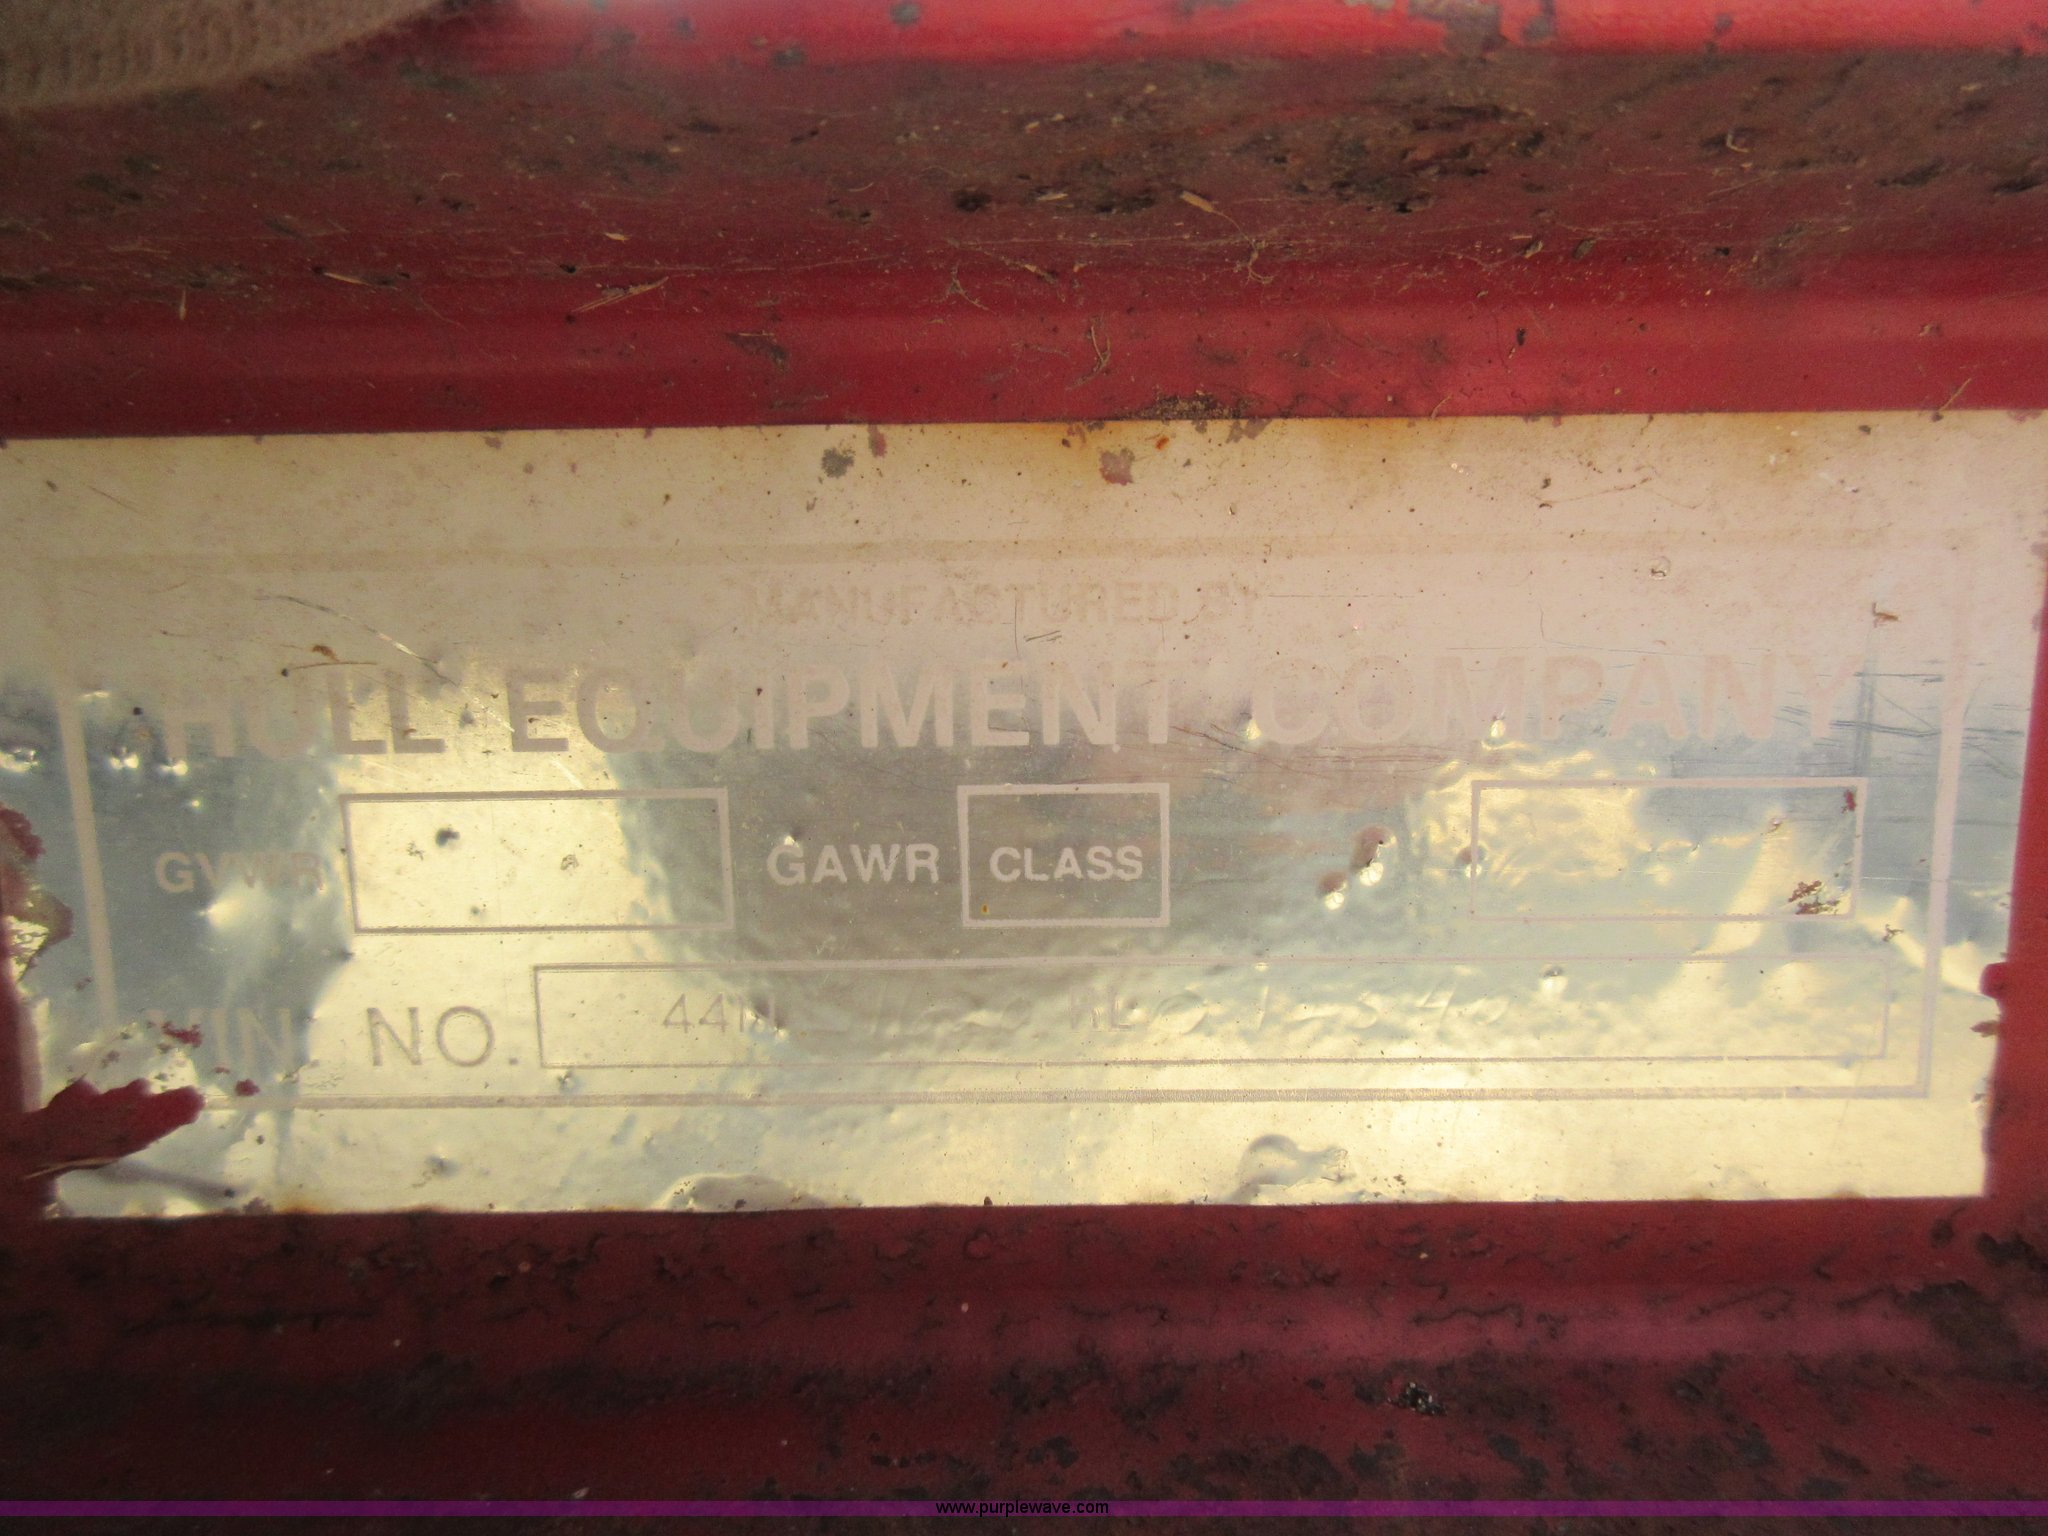 MANUFACTURED BY
HULL EQUIPMENT COMPANY
GVWR GAWR CLASS
VIN NO. 44H
www.purplewave.com